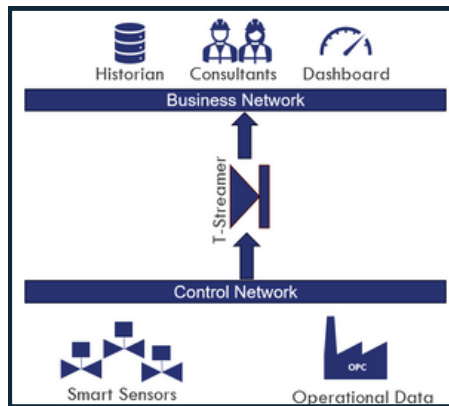 Historian
Consultants
Dashboard
Business Network
T-Streamer
Control Network
OPC
Smart Sensors
Operational Data